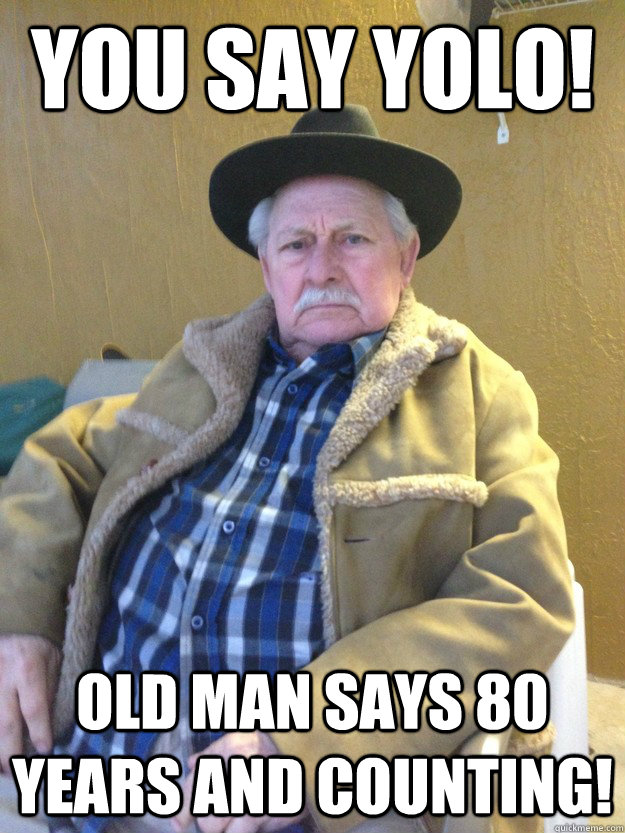 YOU SAY YOLO!
OLD MAN SAYS 80
YEARS AND COUNTING!
quickmeme.com